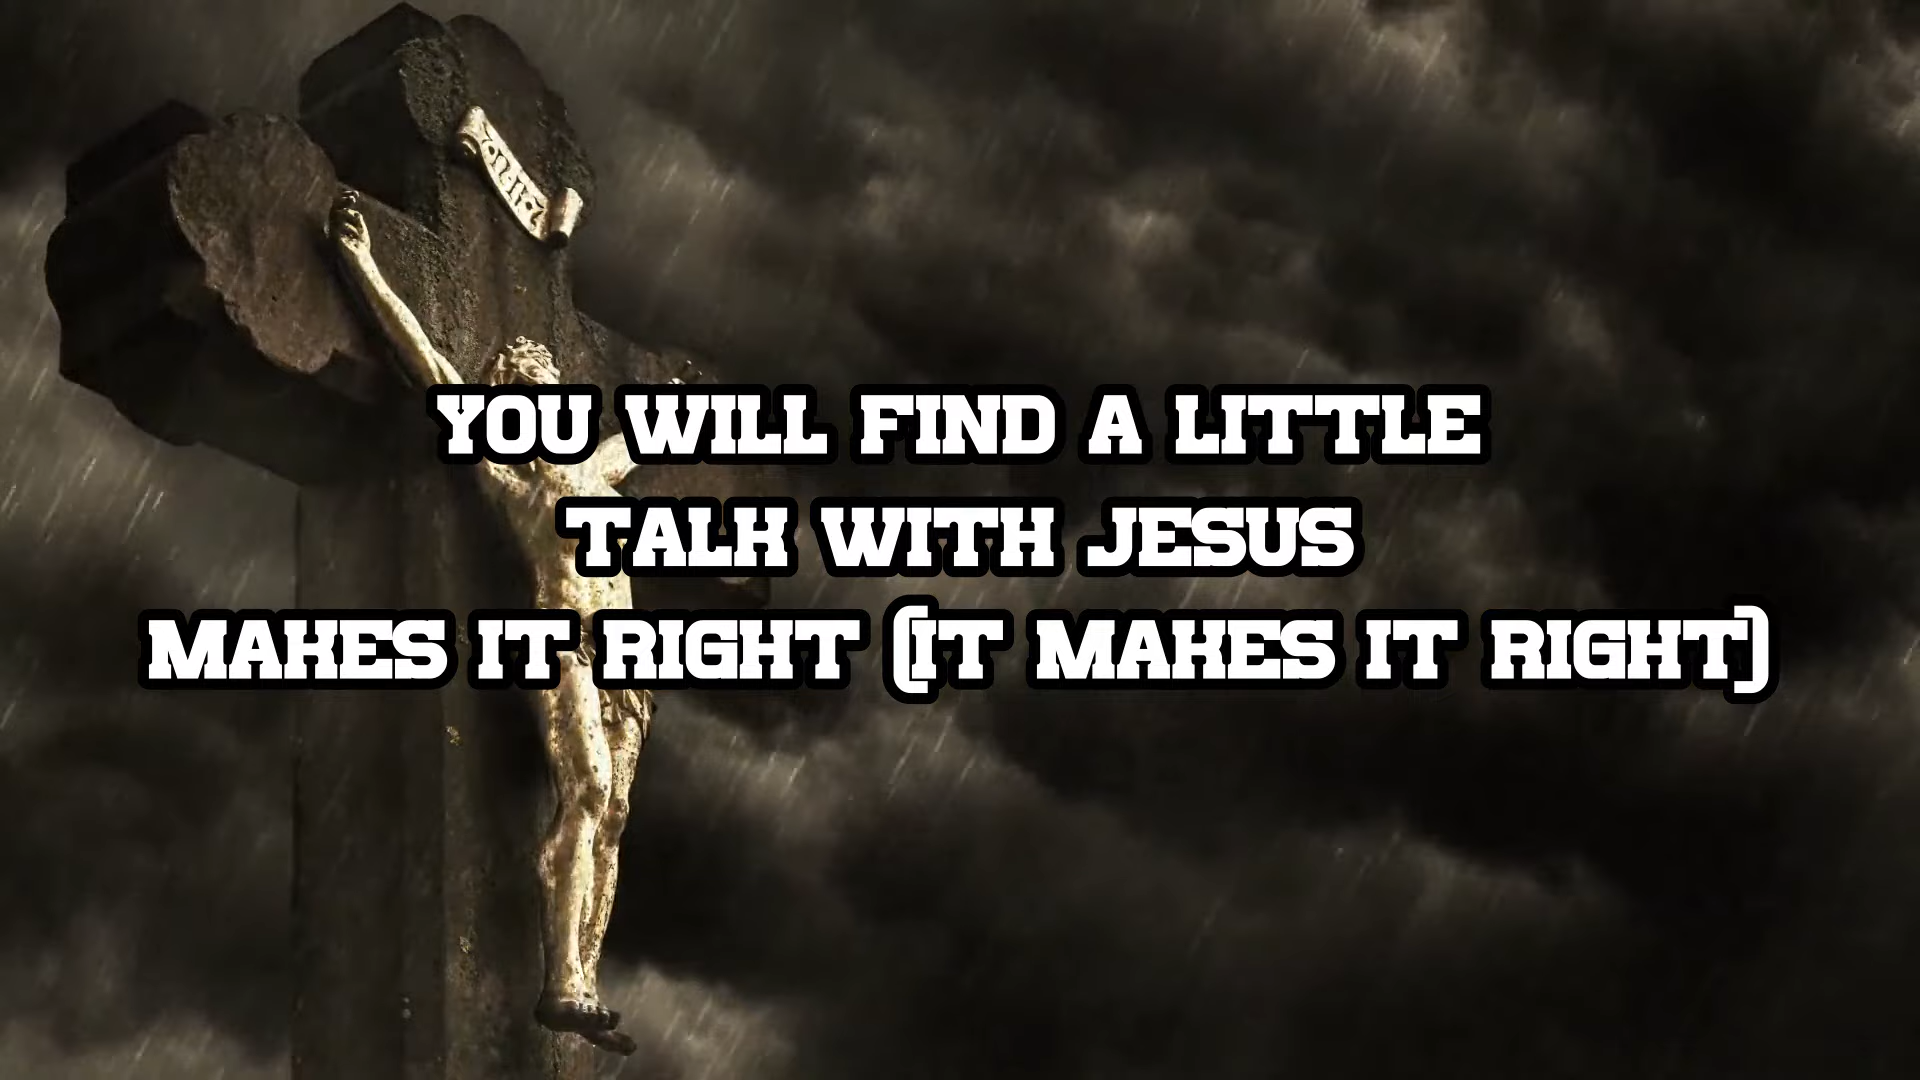 YOU WILL FIND A LITTLE
TALK WITH JESUS
MAKES IT RIGHT (IT MAKES IT RIGHT)